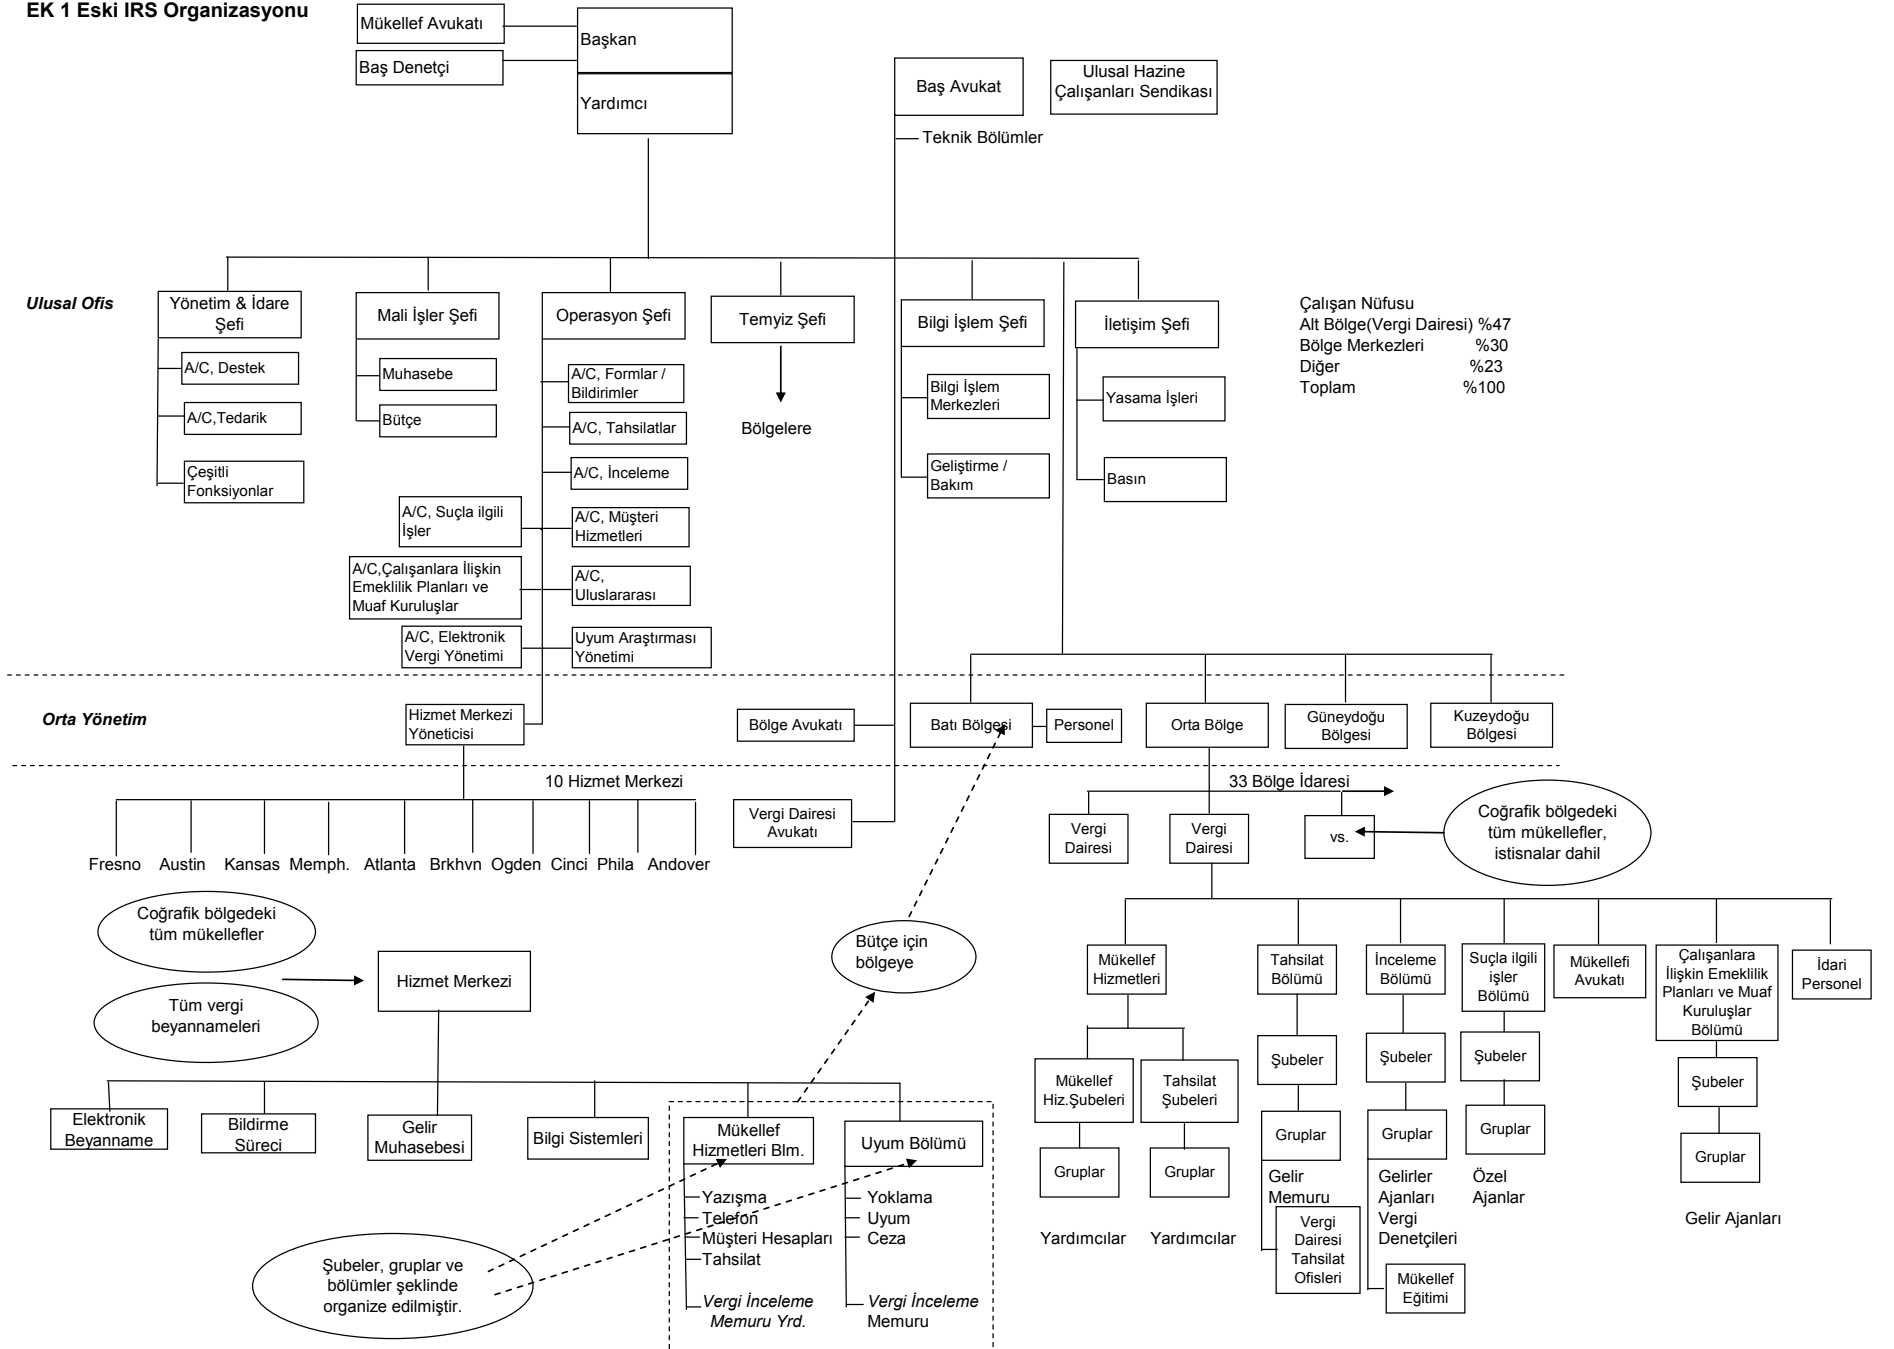 EK 1 Eski IRS Organizasyonu
Mükellef Avukatı
Baş Denetçi
Başkan
Yardımcı
Baş Avukat
Ulusal Hazine
Çalışanları Sendikası
Teknik Bölümler
Ulusal Ofis
Yönetim & İdare
Şefi
Mali İşler Şefi
Operasyon Şefi
Temyiz Şefi
Bilgi İşlem Şefi
İletişim Şefi
Çalışan Nüfusu
Alt Bölge(Vergi Dairesi) %47
Bölge Merkezleri %30
Diğer %23
Toplam %100
A/C, Destek
A/C,Tedarik
Çeşitli
Fonksiyonlar
Muhasebe
Bütçe
A/C, Formlar /
Bildirimler
A/C, Tahsilatlar
A/C, İnceleme
A/C, Suçla ilgili
İşler
A/C, Müşteri
Hizmetleri
A/C,Çalışanlara İlişkin
Emeklilik Planları ve
Muaf Kuruluşlar
A/C,
Uluslararası
A/C, Elektronik
Vergi Yönetimi
Uyum Araştırması
Yönetimi
Bölgelere
Bilgi İşlem
Merkezleri
Geliştirme /
Bakım
Yasama İşleri
Basın
Orta Yönetim
Hizmet Merkezi
Yöneticisi
Bölge Avukatı
Batı Bölgesi
Personel
Orta Bölge
Güneydoğu
Bölgesi
Kuzeydoğu
Bölgesi
10 Hizmet Merkezi
33 Bölge İdaresi
Vergi Dairesi
Avukatı
Vergi
Dairesi
Vergi
Dairesi
vs.
Coğrafik bölgedeki
tüm mükellefler,
istisnalar dahil
Fresno Austin Kansas Memph. Atlanta Brkhvn Ogden Cinci Phila Andover
Coğrafik bölgedeki
tüm mükellefler
Tüm vergi
beyannameleri
Hizmet Merkezi
Bütçe için
bölgeye
Mükellef
Hizmetleri
Tahsilat
Bölümü
İnceleme
Bölümü
Suçla ilgili
işler
Bölümü
Mükellefi
Avukatı
Çalışanlara
İlişkin Emeklilik
Planları ve Muaf
Kuruluşlar
Bölümü
İdari
Personel
Mükellef
Hiz.Şubeleri
Tahsilat
Şubeleri
Şubeler
Şubeler
Şubeler
Şubeler
Elektronik
Beyanname
Bildirme
Süreci
Gelir
Muhasebesi
Bilgi Sistemleri
Mükellef
Hizmetleri Blm.
Uyum Bölümü
Gruplar
Gruplar
Gruplar
Gruplar
Gruplar
Gruplar
Yazışma
Telefon
Müşteri Hesapları
Tahsilat
Vergi İnceleme
Memuru Yrd.
Yoklama
Uyum
Ceza
Vergi İnceleme
Memuru
Şubeler, gruplar ve
bölümler şeklinde
organize edilmiştir.
Yardımcılar
Yardımcılar
Gelir
Memuru
Vergi
Dairesi
Tahsilat
Ofisleri
Gelirler
Ajanları
Vergi
Denetçileri
Mükellef
Eğitimi
Özel
Ajanlar
Gelir Ajanları